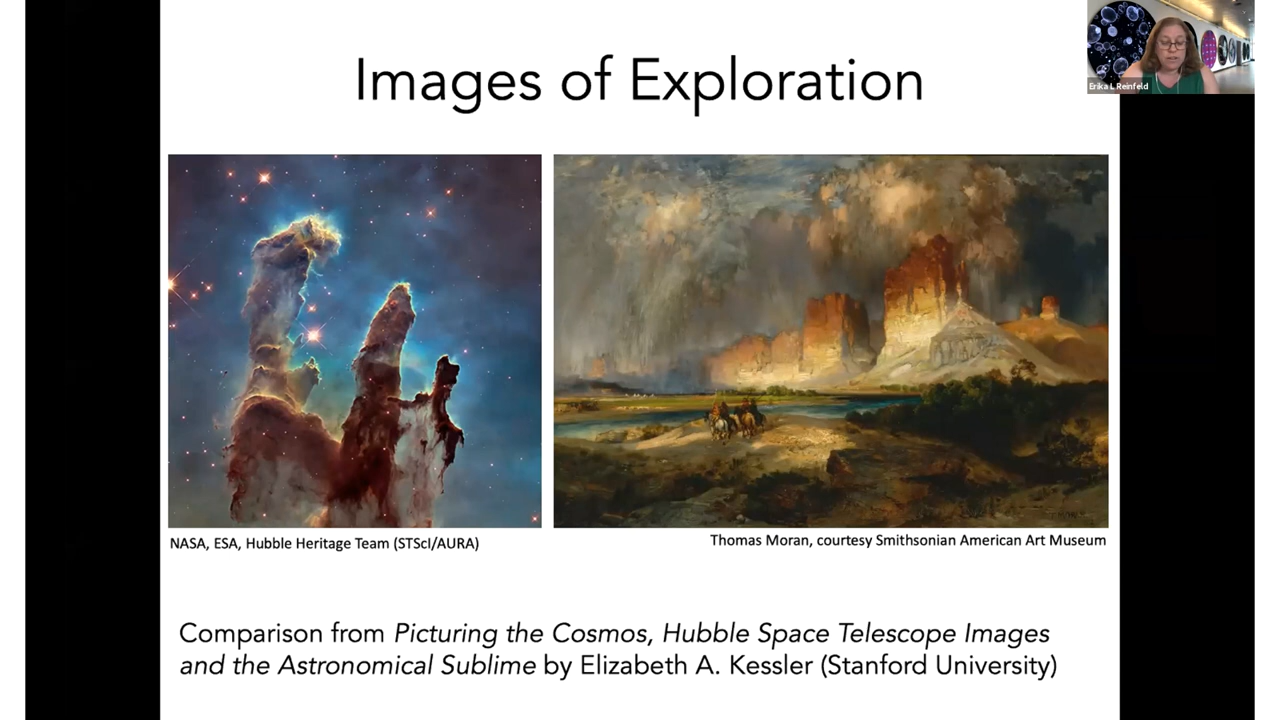 Images of Exploration
Erika L Reinfeld
NASA, ESA, Hubble Heritage Team (STScI/AURA)
Thomas Moran, courtesy Smithsonian American Art Museum
Comparison from Picturing the Cosmos, Hubble Space Telescope Images
and the Astronomical Sublime by Elizabeth A. Kessler (Stanford University)